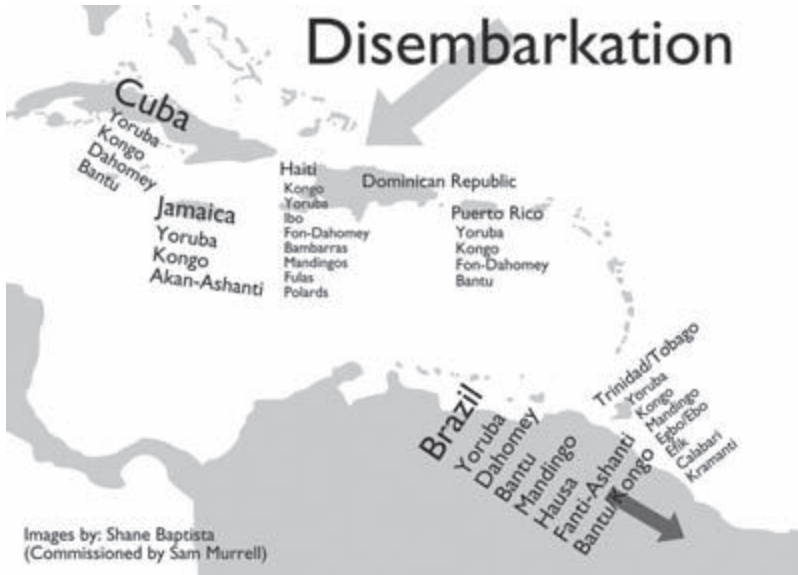 Disembarkation
Cuba
Yoruba
Kongo
Dahomey
Bantu
Jamaica
Yoruba
Kongo
Akan-Ashanti
Haiti
Kongo
Yoruba
Ibo
Fon-Dahomey
Bambarras
Mandingos
Fulas
Polards
Dominican Republic
Puerto Rico
Yoruba
Kongo
Fon-Dahomey
Bantu
Trinidad/Tobago
Yoruba
Kongo
Mandingo
Egbo/Ebo
Efik
Calabari
Kramanti
Brazil
Yoruba
Dahomey
Bantu
Mandingo
Hausa
Fanti-Ashanti
Bantu/Kongo
Images by: Shane Baptista
(Commissioned by Sam Murrell)